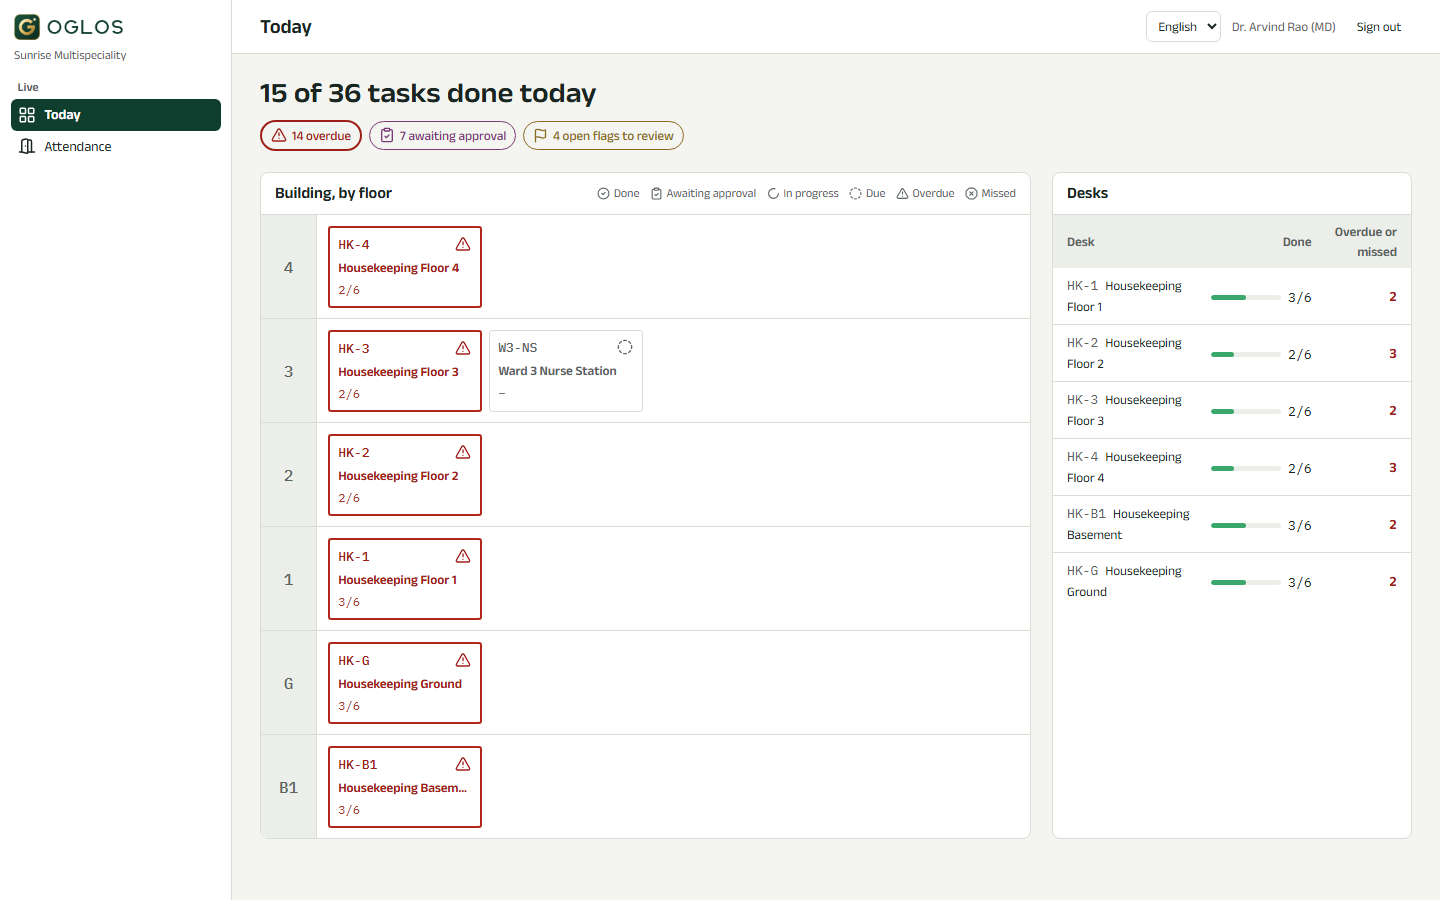 OGLOS
Sunrise Multispeciality
Live
Today
Attendance
Today
English
Dr. Arvind Rao (MD)
Sign out
15 of 36 tasks done today
14 overdue
7 awaiting approval
4 open flags to review
Building, by floor
Done
Awaiting approval
In progress
Due
Overdue
Missed
4
HK-4
Housekeeping Floor 4
2/6
3
HK-3
Housekeeping Floor 3
2/6
W3-NS
Ward 3 Nurse Station
–
2
HK-2
Housekeeping Floor 2
2/6
1
HK-1
Housekeeping Floor 1
3/6
G
HK-G
Housekeeping Ground
3/6
B1
HK-B1
Housekeeping Basem...
3/6
Desks
Desk
Done
Overdue or
missed
HK-1 Housekeeping
Floor 1
3/6
2
HK-2 Housekeeping
Floor 2
2/6
3
HK-3 Housekeeping
Floor 3
2/6
2
HK-4 Housekeeping
Floor 4
2/6
3
HK-B1 Housekeeping
Basement
3/6
2
HK-G Housekeeping
Ground
3/6
2